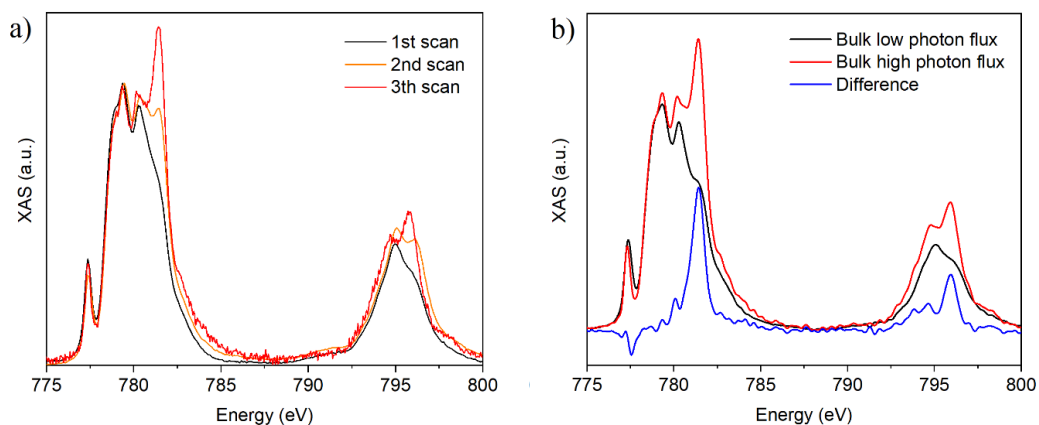 a)
1st scan
2nd scan
3th scan
XAS (a.u.)
775 780 785 790 795 800
Energy (eV)
b)
Bulk low photon flux
Bulk high photon flux
Difference
XAS (a.u.)
775 780 785 790 795 800
Energy (eV)